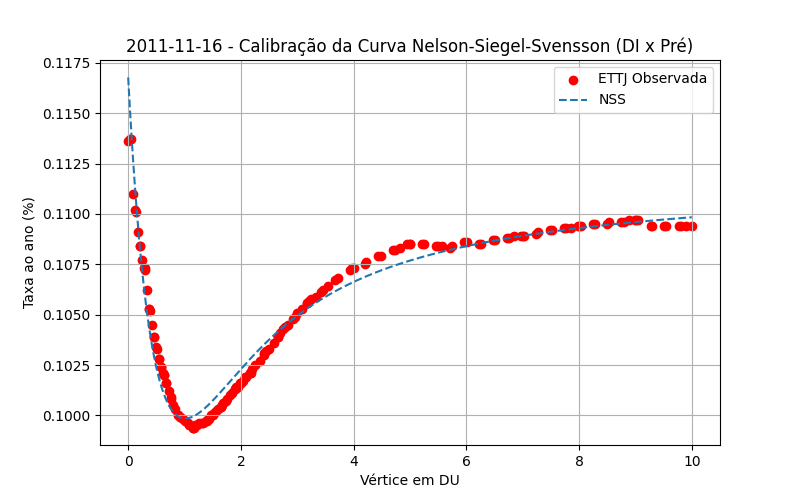 2011-11-16 - Calibração da Curva Nelson-Siegel-Svensson (DI x Pré)
ETTJ Observada
NSS
Taxa ao ano (%)
0.1175
0.1150
0.1125
0.1100
0.1075
0.1050
0.1025
0.1000
0 2 4 6 8 10
Vértice em DU